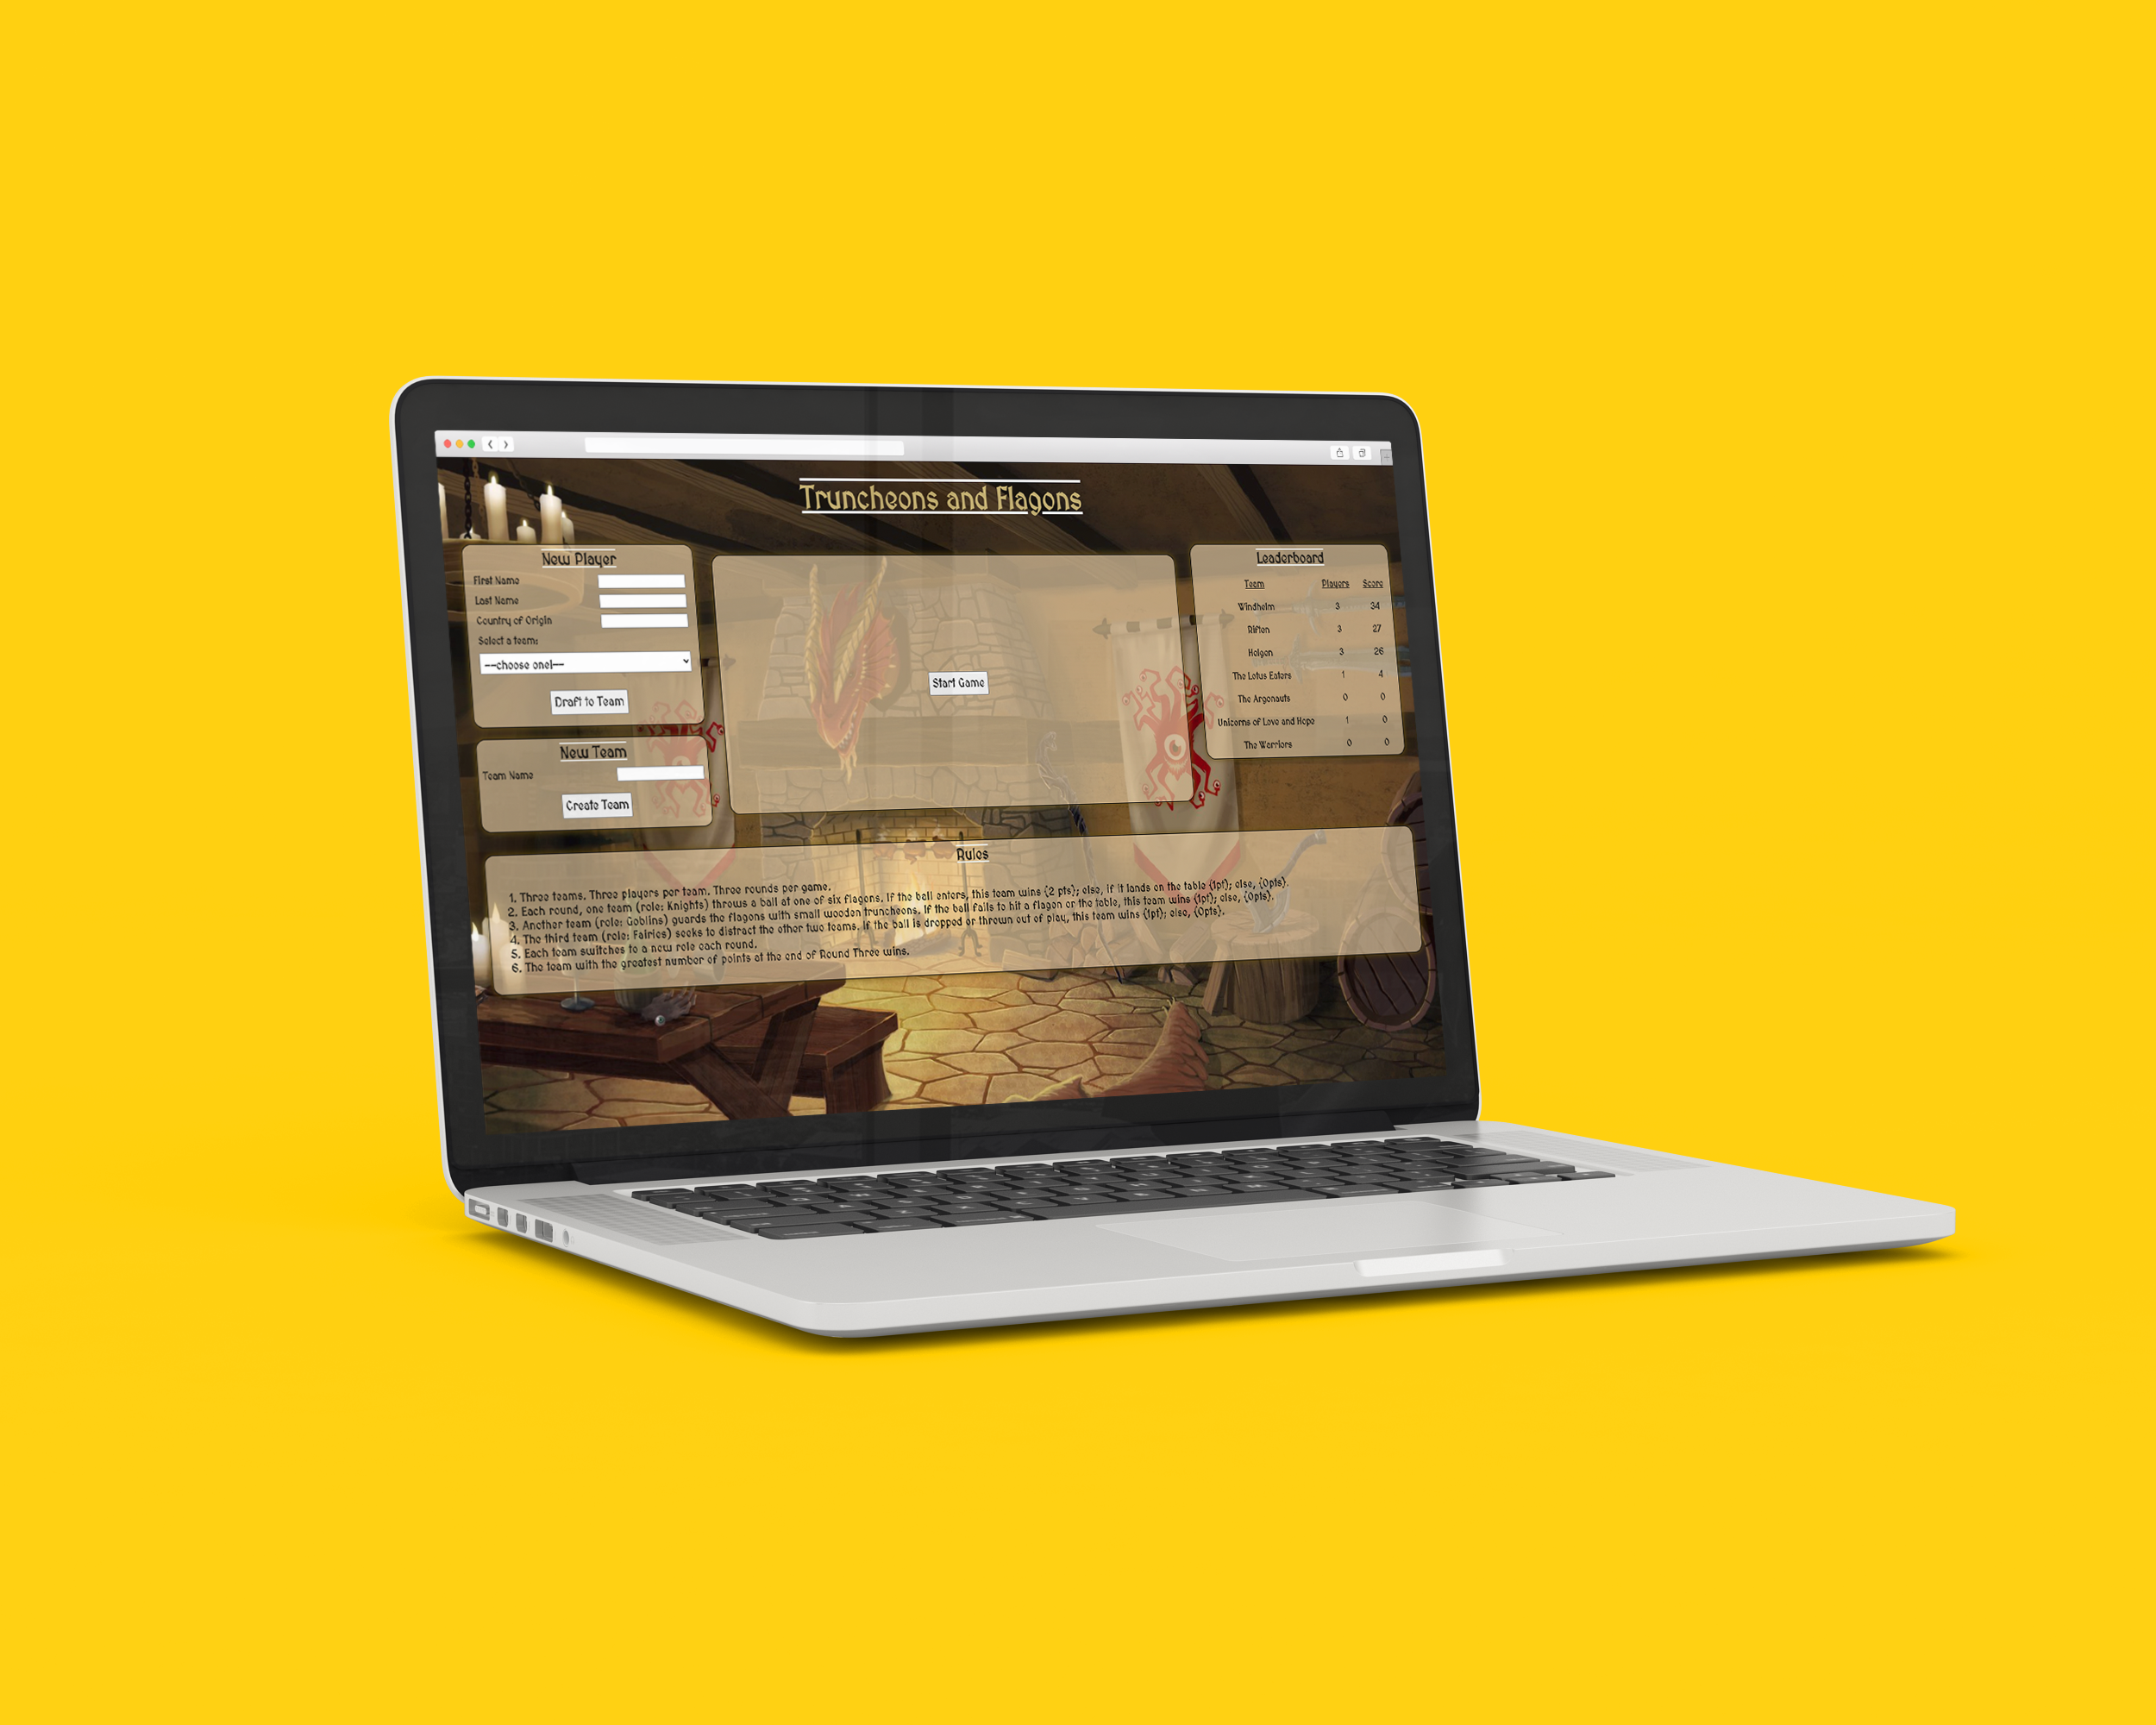 Truncheons and Flagons
New Player
First Name
Last Name
Country of Origin
Select a team:
--choose one!--
Draft to Team
New Team
Team Name
Create Team
Start Game
Leaderboard
Team Players Score
Windhelm 3 34
Riften 3 27
Helgen 3 26
The Lotus Eaters 1 4
The Argonauts 0 0
Unicorns of Love and Hope 1 0
The Warriors 0 0
Rules
1. Three teams. Three players per team. Three rounds per game.
2. Each round, one team (role: Knights) throws a ball at one of six flagons. If the ball enters, this team wins {2 pts}; else, if it lands on the table {1pt}; else, {0pts}.
3. Another team (role: Goblins) guards the flagons with small wooden truncheons. If the ball fails to hit a flagon or the table, this team wins {1pt}; else, {0pts}.
4. The third team (role: Fairies) seeks to distract the other two teams. If the ball is dropped or thrown out of play, this team wins {1pt}; else, {0pts}.
5. Each team switches to a new role each round.
6. The team with the greatest number of points at the end of Round Three wins.